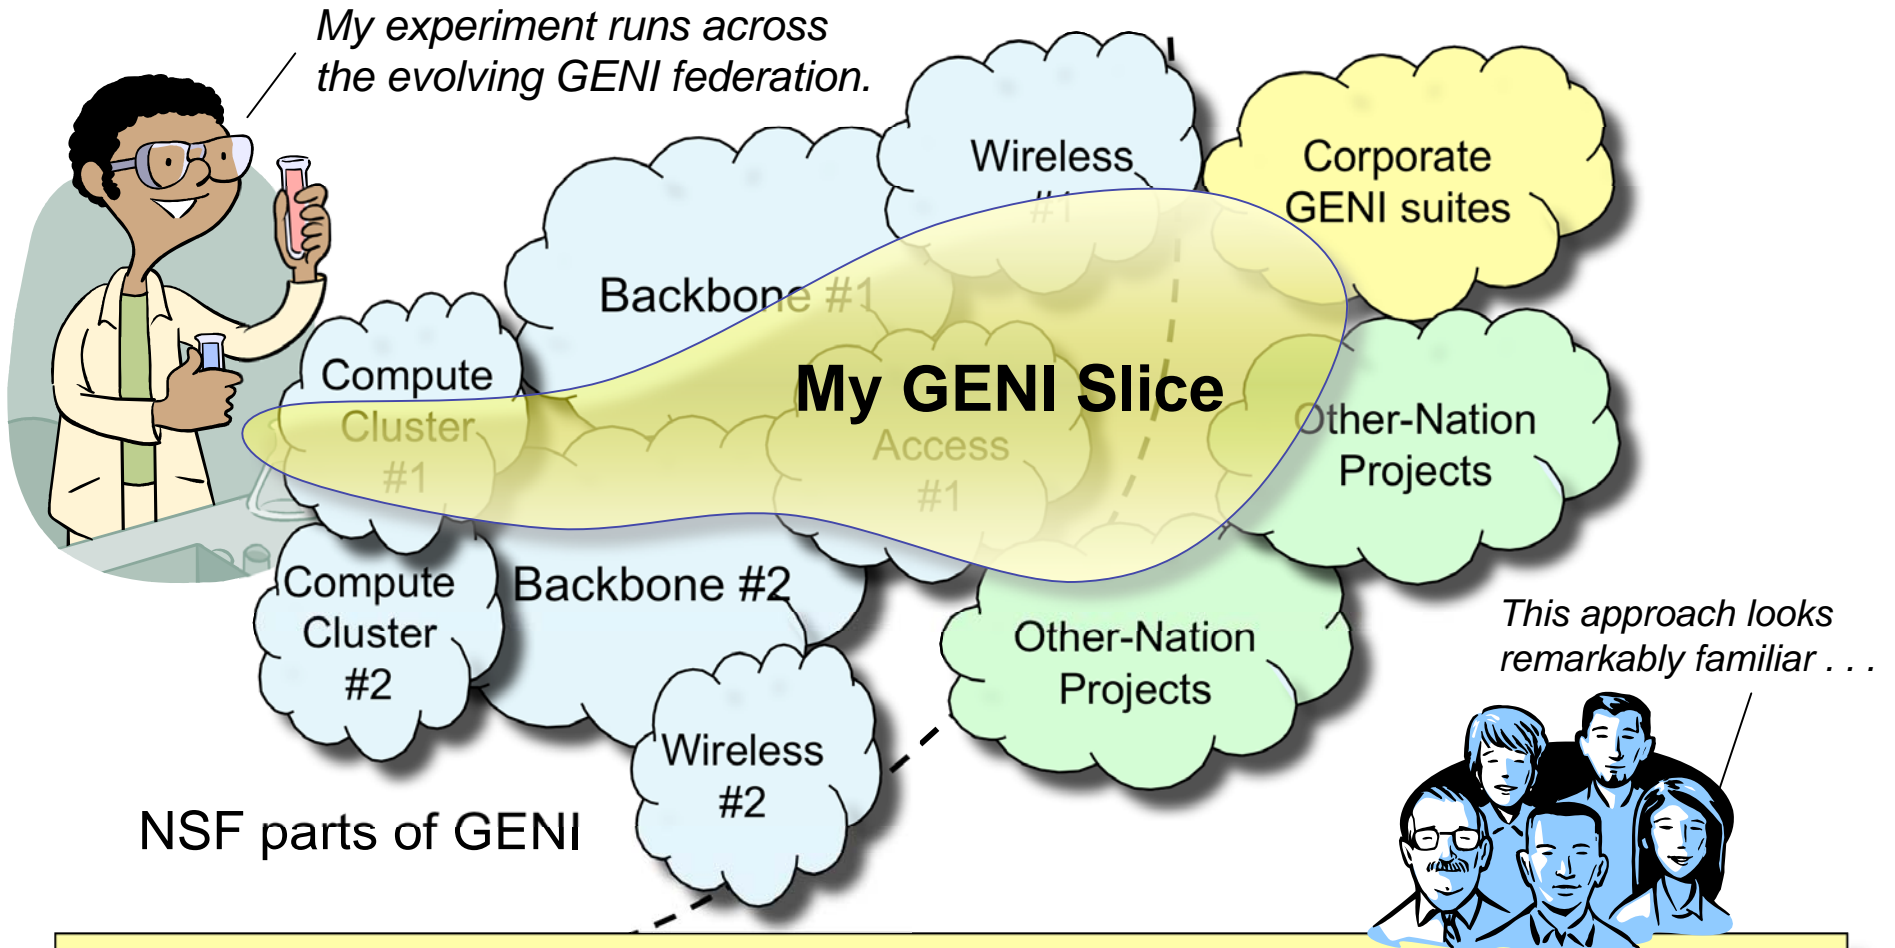 My experiment runs across
the evolving GENI federation.
Wireless
#1
Corporate
GENI suites
Backbone #1
Compute
Cluster
#1
My GENI Slice
Access
#1
Other-Nation
Projects
Compute
Cluster
#2
Backbone #2
Other-Nation
Projects
This approach looks
remarkably familiar . . .
Wireless
#2
NSF parts of GENI